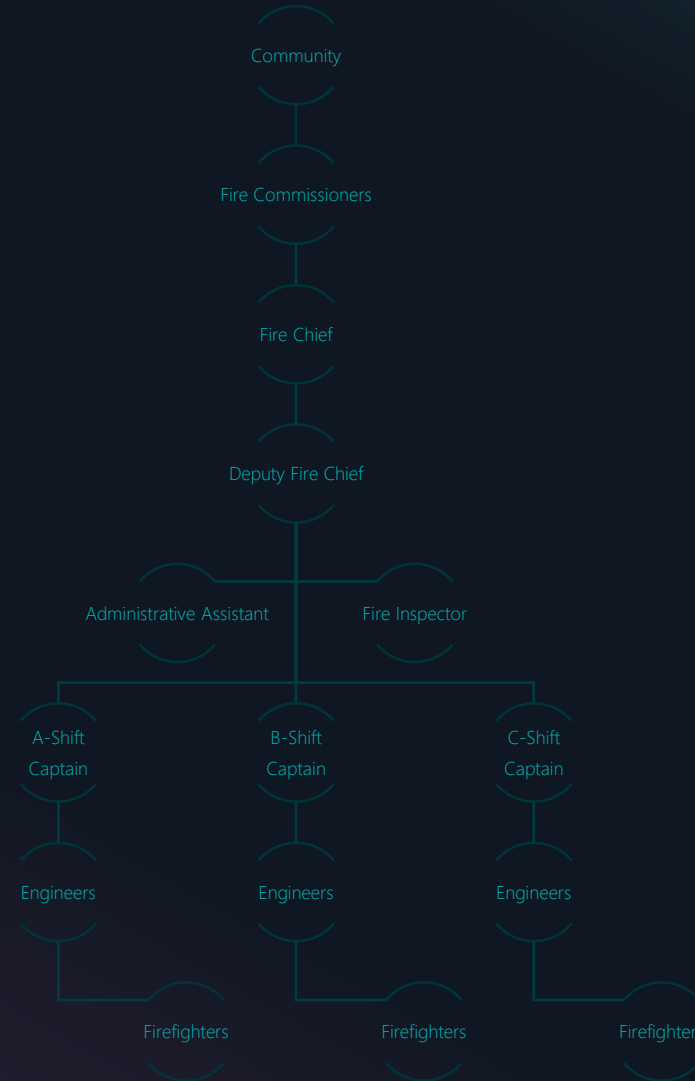 Community
Fire Commissioners
Fire Chief
Deputy Fire Chief
Administrative Assistant
Fire Inspector
A-Shift
Captain
B-Shift
Captain
C-Shift
Captain
Engineers
Engineers
Engineers
Firefighters
Firefighters
Firefighter